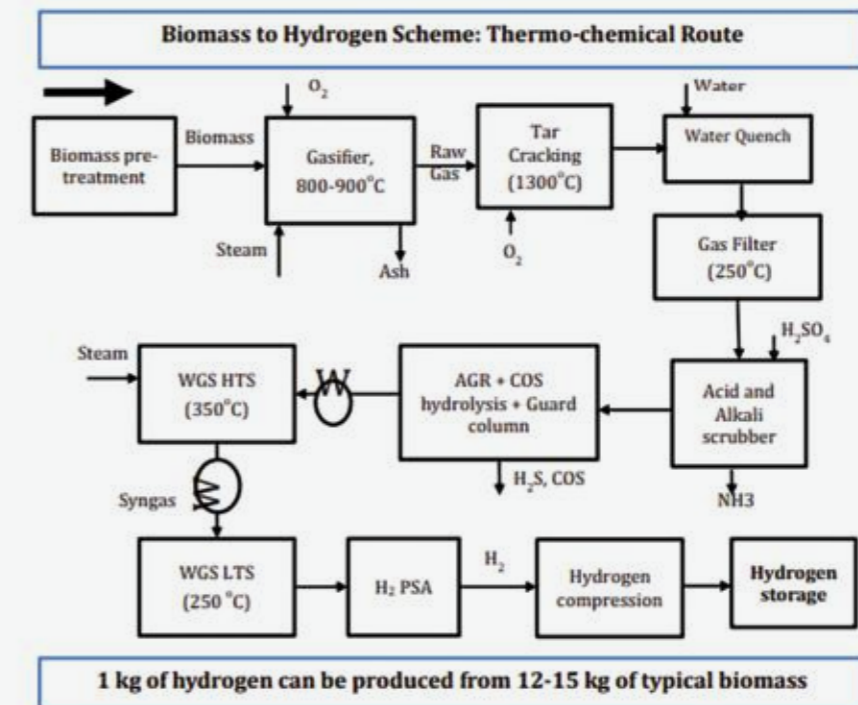 Biomass to Hydrogen Scheme: Thermo-chemical Route
O₂
Water
Biomass pre-
treatment
Biomass
Gasifier,
800-900°C
Raw
Gas
Tar
Cracking
(1300°C)
Water Quench
Steam
Ash
O₂
Gas Filter
(250°C)
H₂SO₄
Steam
WGS HTS
(350°C)
AGR + COS
hydrolysis + Guard
column
Acid and
Alkali
scrubber
H₂S, COS
NH3
Syngas
WGS LTS
(250 °C)
H₂ PSA
H₂
Hydrogen
compression
Hydrogen
storage
1 kg of hydrogen can be produced from 12-15 kg of typical biomass